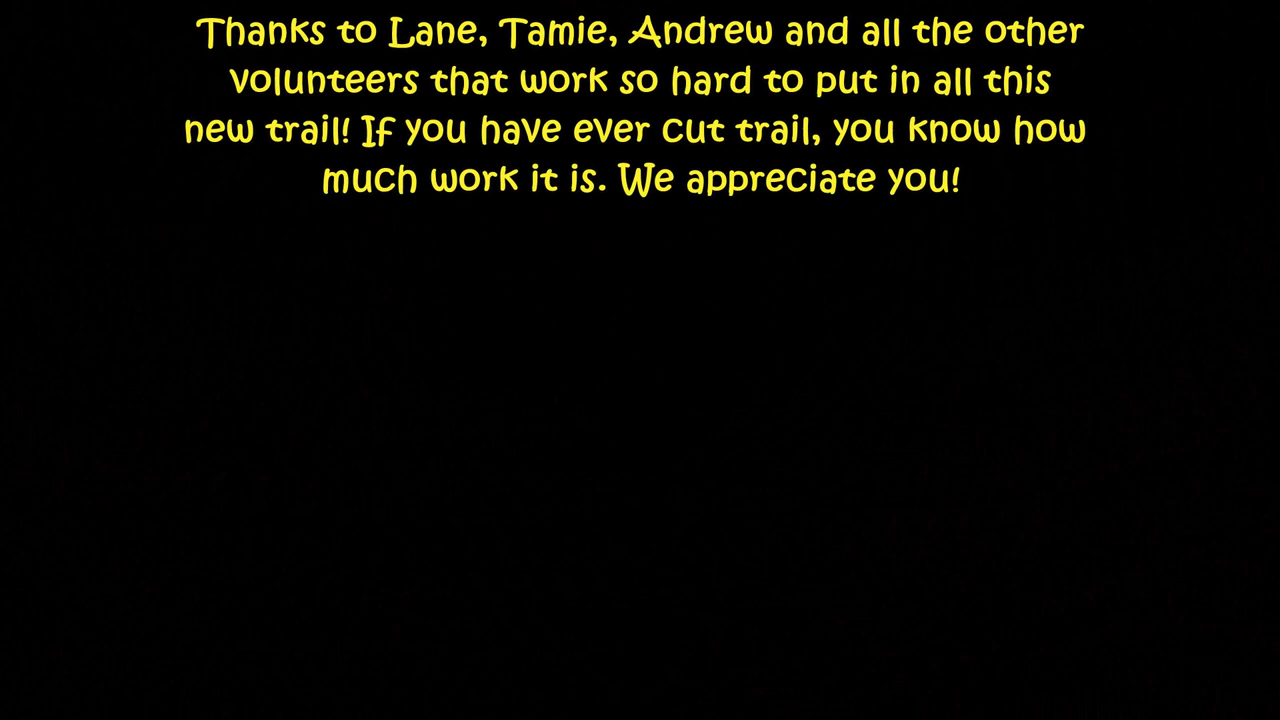 Thanks to Lane, Tamie, Andrew and all the other
volunteers that work so hard to put in all this
new trail! If you have ever cut trail, you know how
much work it is. We appreciate you!